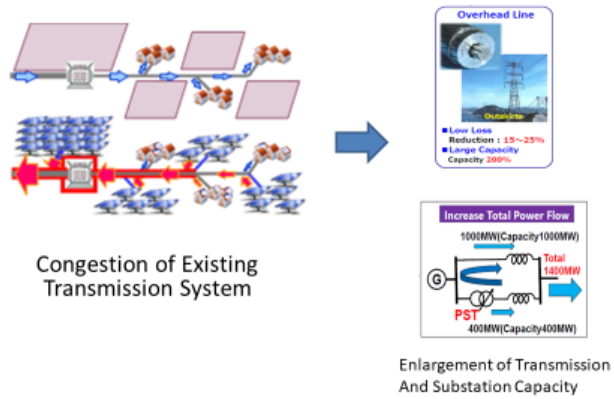 Congestion of Existing
Transmission System
Overhead Line
Outakirta
■ Low Loss
Reduction : 15～25%
■ Large Capacity
Capacity 200%
Increase Total Power Flow
1000MW(Capacity1000MW)
Total
1400MW
G
PST
400MW(Capacity400MW)
Enlargement of Transmission
And Substation Capacity